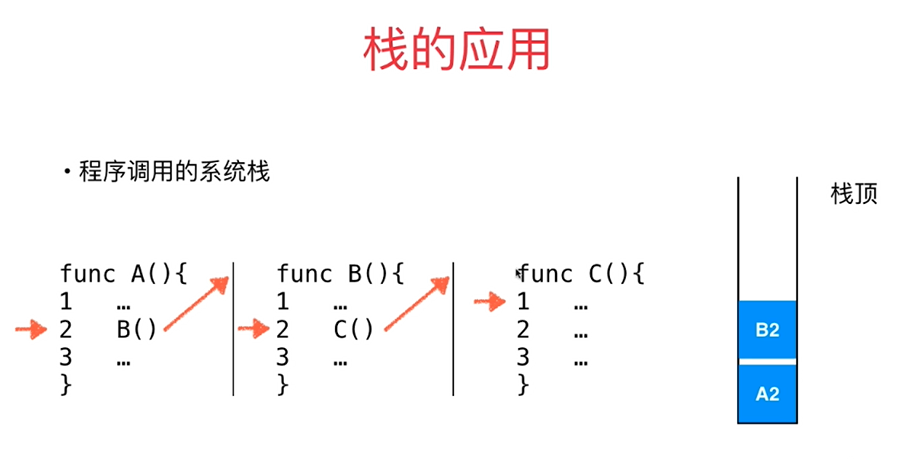 栈的应用
• 程序调用的系统栈
栈顶
func A(){
1 …
2 B()
3 …
}
func B(){
1 …
2 C()
3 …
}
func C(){
1 …
2 …
3 …
}
B2
A2